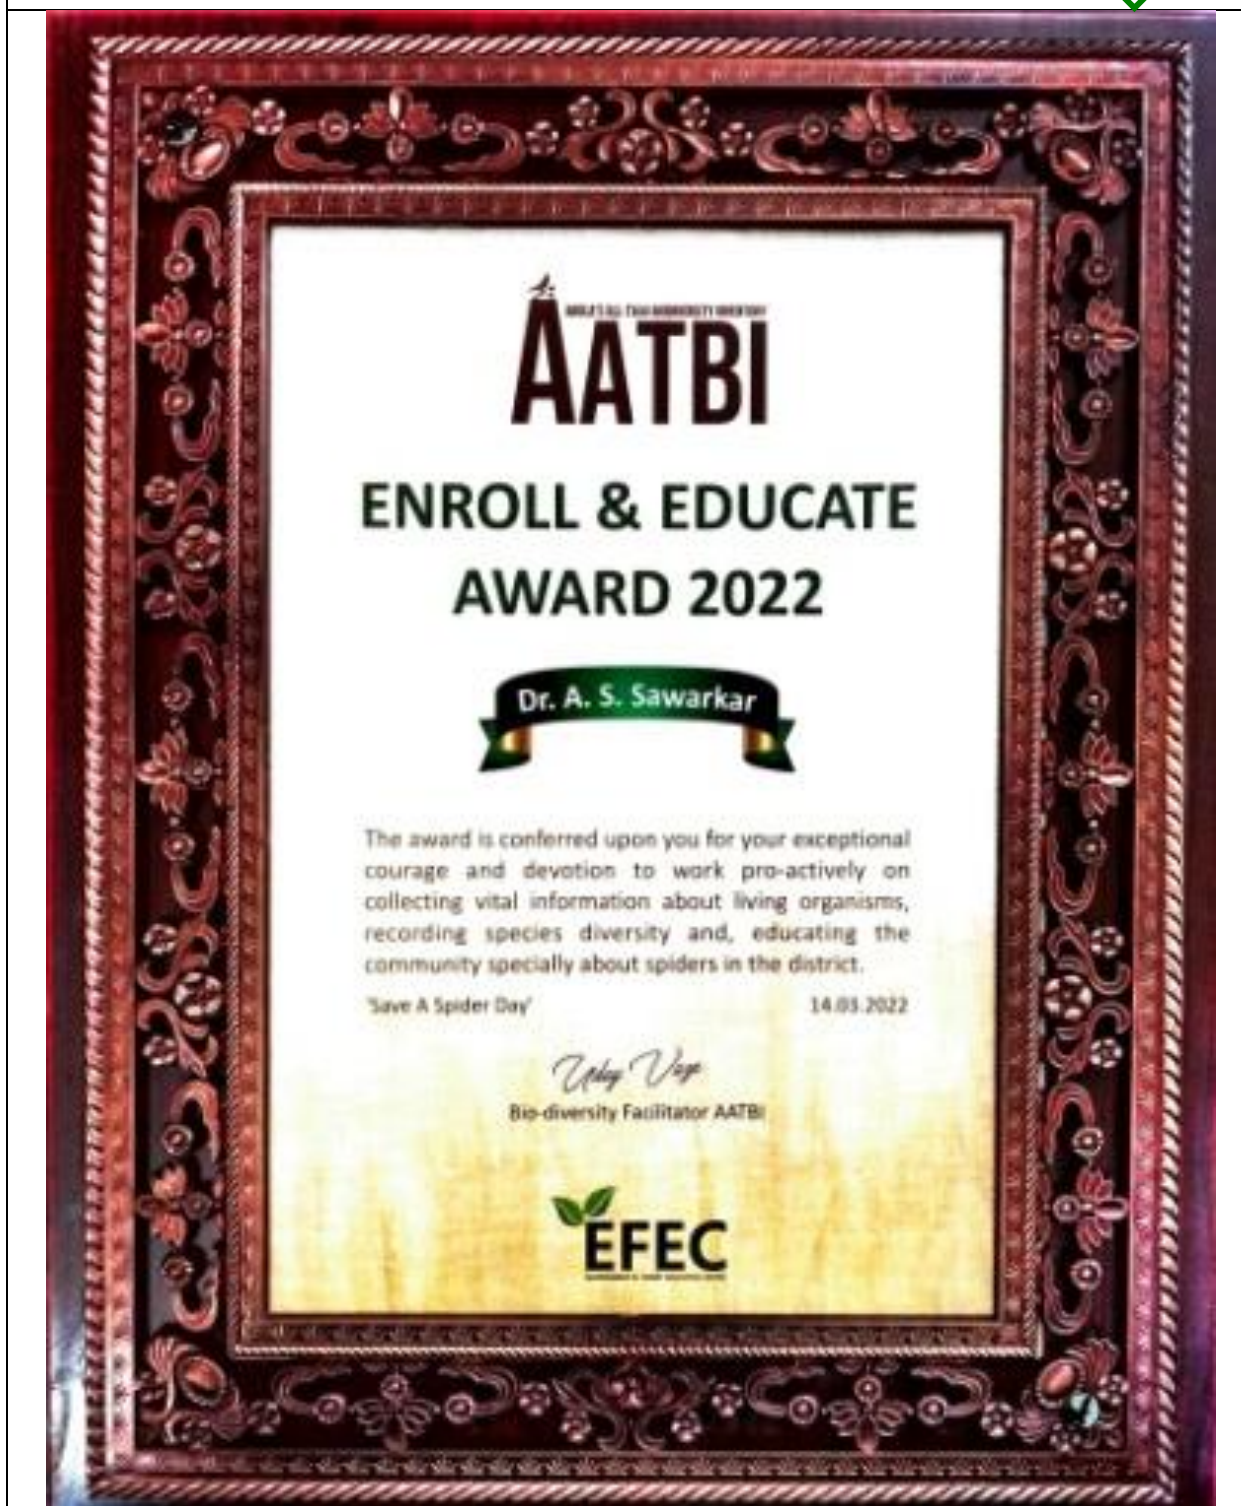 AATBI
ENROLL & EDUCATE
AWARD 2022
Dr. A. S. Sawarkar
The award is conferred upon you for your exceptional
courage and devotion to work pro-actively on
collecting vital information about living organisms,
recording species diversity and, educating the
community specially about spiders in the district.
'Save A Spider Day' 14.03.2022
Uday Vaze
Bio-diversity Facilitator AATBI
EFEC